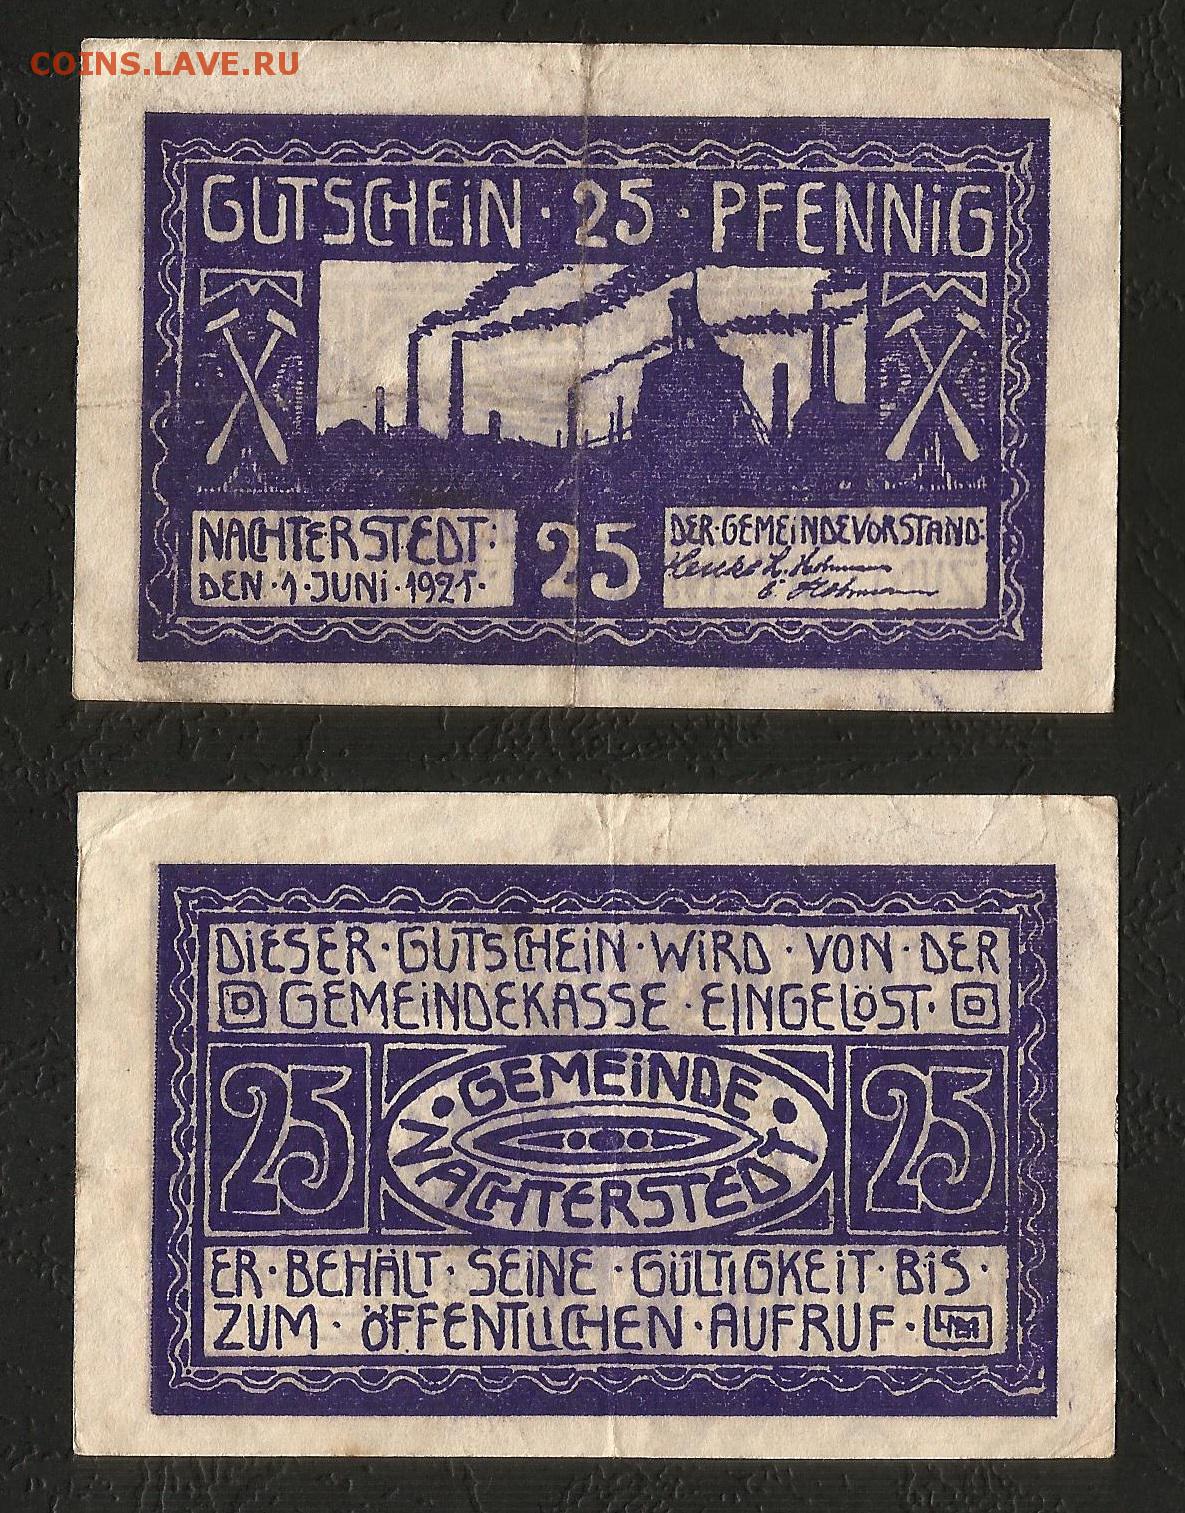 COINS.LAVE.RU
GUTSCHEiN · 25 · PFENNiG
NACHTERSTEDT:
DEN · 1 · JUNi · 1921 ·
25
DER · GEMEiNDEVORSTAND:
DiESER · GUTSCHEiN · WiRD · VON · DER
GEMEiNDEKASSE · EINGELÖST ·
25
· GEMEiNDE ·
NACHTERSTEDT
25
ER · BEHÄLT · SEiNE · GÜLTIGKEiT · BiS ·
ZUM · ÖFFENTLICHEN · AUFRUF ·